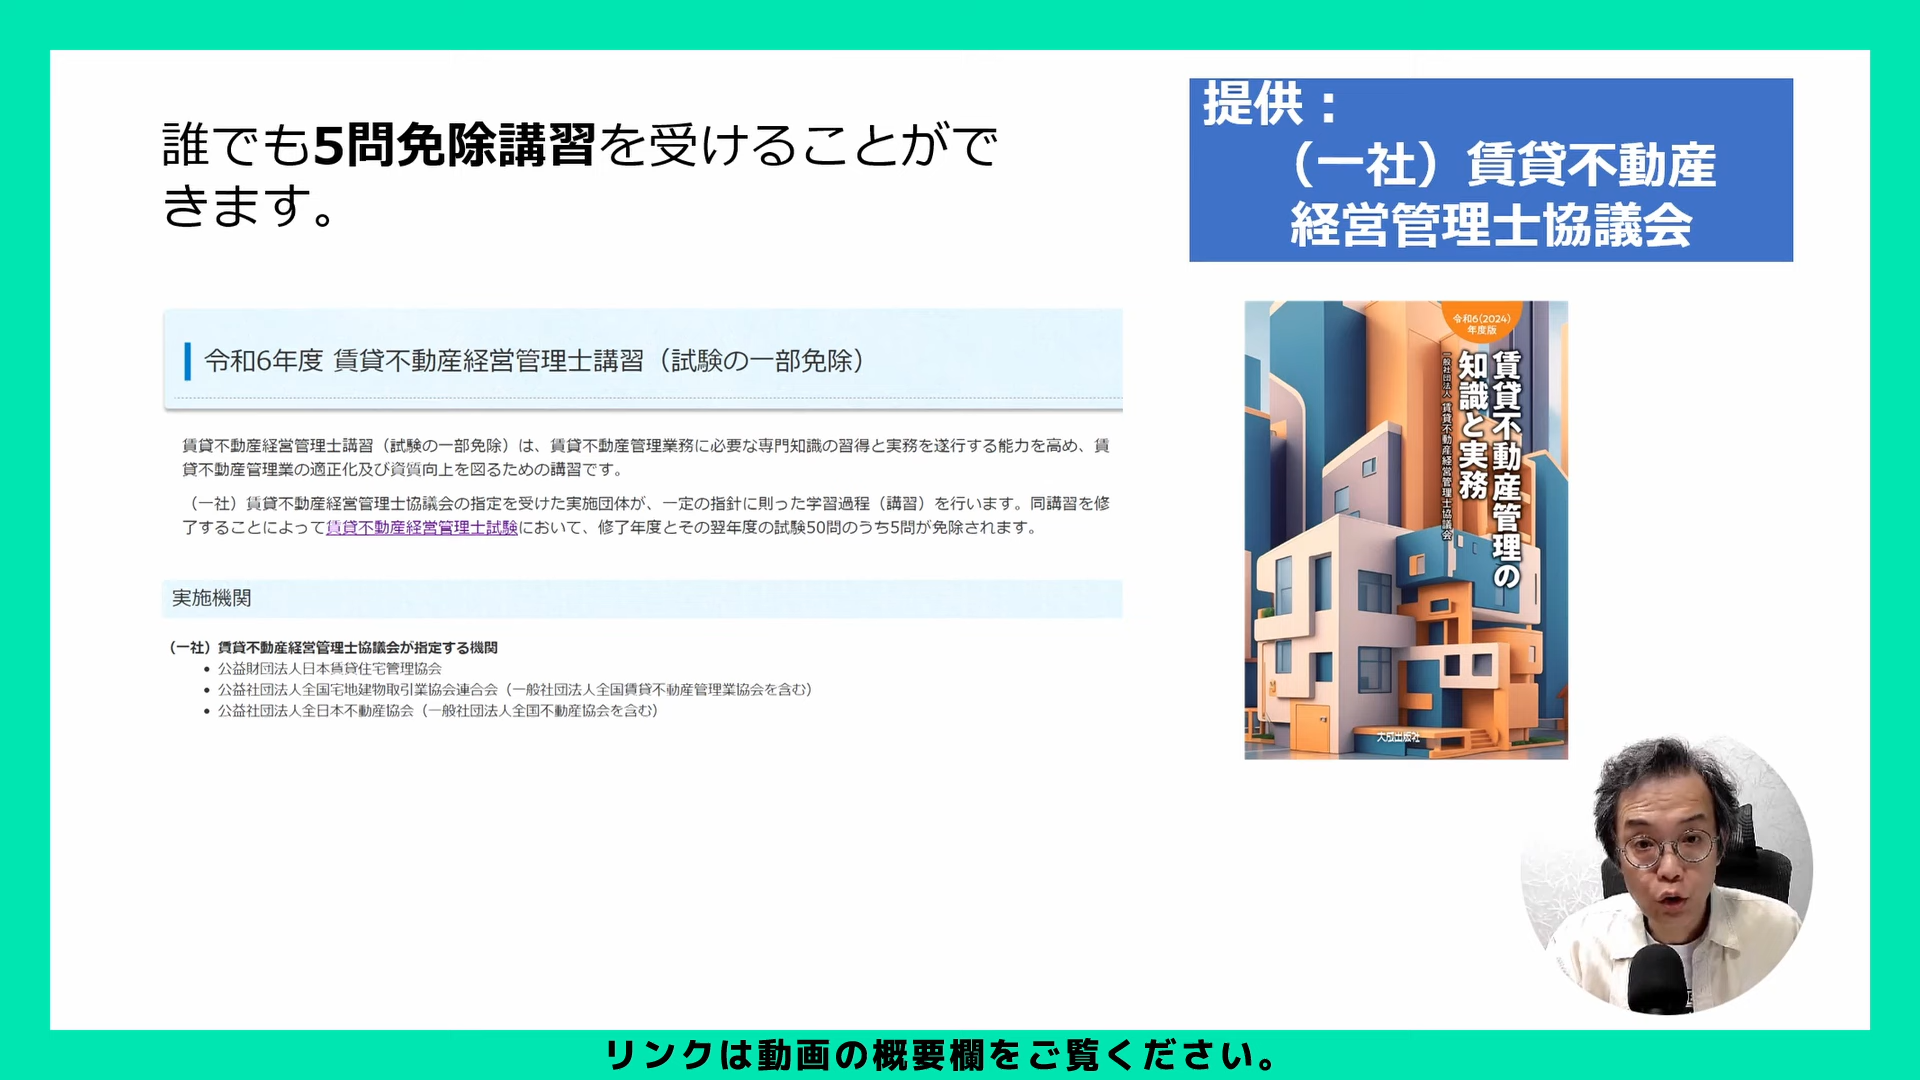 誰でも5問免除講習を受けることがで
きます。
提供：
（一社）賃貸不動産
経営管理士協議会
令和6年度 賃貸不動産経営管理士講習（試験の一部免除）
賃貸不動産経営管理士講習（試験の一部免除）は、賃貸不動産管理業務に必要な専門知識の習得と実務を遂行する能力を高め、賃
貸不動産管理業の適正化及び資質向上を図るための講習です。
（一社）賃貸不動産経営管理士協議会の指定を受けた実施団体が、一定の指針に則った学習過程（講習）を行います。同講習を修
了することによって賃貸不動産経営管理士試験において、修了年度とその翌年度の試験50問のうち5問が免除されます。
実施機関
（一社）賃貸不動産経営管理士協議会が指定する機関
• 公益財団法人日本賃貸住宅管理協会
• 公益社団法人全国宅地建物取引業協会連合会（一般社団法人全国賃貸不動産管理業協会を含む）
• 公益社団法人全日本不動産協会（一般社団法人全国不動産協会を含む）
令和6(2024)
年度版
賃貸不動産管理の
知識と実務
一般社団法人 賃貸不動産経営管理士協議会
大成出版社
リンクは動画の概要欄をご覧ください。